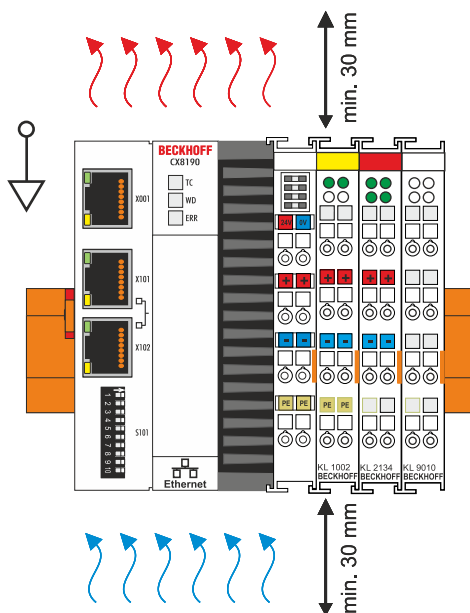 min. 30 mm
BECKHOFF
CX8190
TC
WD
ERR
X001
X101
X102
S101
1 2 3 4 5 6 7 8 9 10
Ethernet
24V 0V
+ + + + + +
- - - - - -
PE PE PE PE
KL 1002
BECKHOFF
KL 2134
BECKHOFF
KL 9010
BECKHOFF
min. 30 mm